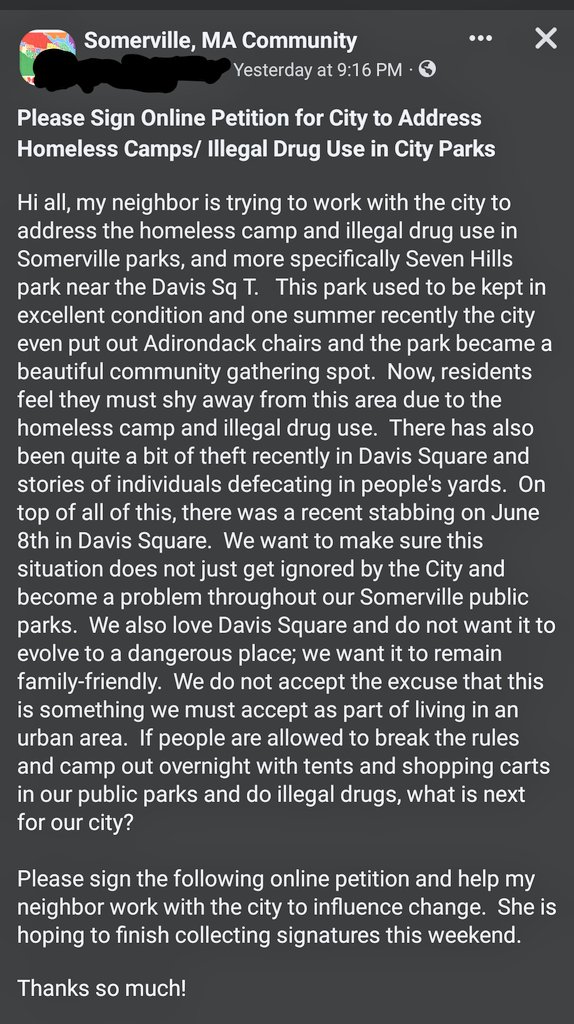 Somerville, MA Community
Yesterday at 9:16 PM ·
Please Sign Online Petition for City to Address
Homeless Camps/ Illegal Drug Use in City Parks
Hi all, my neighbor is trying to work with the city to
address the homeless camp and illegal drug use in
Somerville parks, and more specifically Seven Hills
park near the Davis Sq T.   This park used to be kept in
excellent condition and one summer recently the city
even put out Adirondack chairs and the park became a
beautiful community gathering spot.  Now, residents
feel they must shy away from this area due to the
homeless camp and illegal drug use.  There has also
been quite a bit of theft recently in Davis Square and
stories of individuals defecating in people's yards.  On
top of all of this, there was a recent stabbing on June
8th in Davis Square.  We want to make sure this
situation does not just get ignored by the City and
become a problem throughout our Somerville public
parks.  We also love Davis Square and do not want it to
evolve to a dangerous place; we want it to remain
family-friendly.  We do not accept the excuse that this
is something we must accept as part of living in an
urban area.  If people are allowed to break the rules
and camp out overnight with tents and shopping carts
in our public parks and do illegal drugs, what is next
for our city?
Please sign the following online petition and help my
neighbor work with the city to influence change.  She is
hoping to finish collecting signatures this weekend.
Thanks so much!